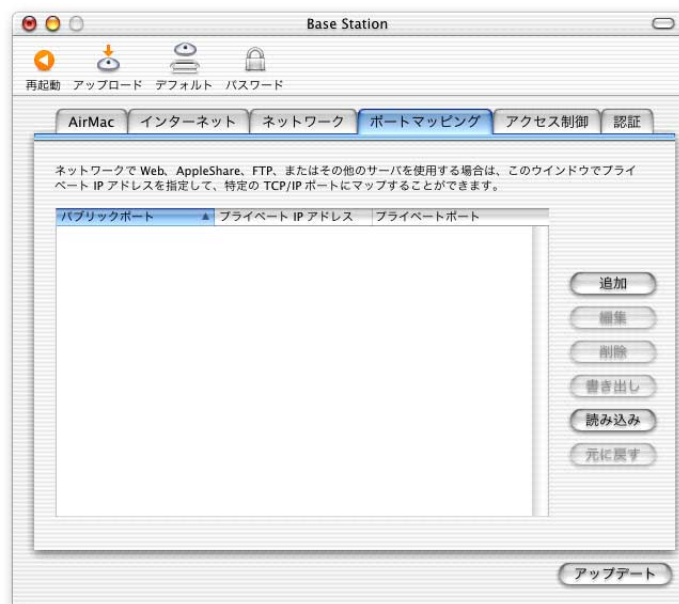 Base Station
再起動 アップロード デフォルト パスワード
AirMac インターネット ネットワーク ポートマッピング アクセス制御 認証
ネットワークで Web、AppleShare、FTP、またはその他のサーバを使用する場合は、このウインドウでプライ
ベート IP アドレスを指定して、特定の TCP/IP ポートにマップすることができます。
パブリックポート プライベート IP アドレス プライベートポート
追加
編集
削除
書き出し
読み込み
元に戻す
アップデート